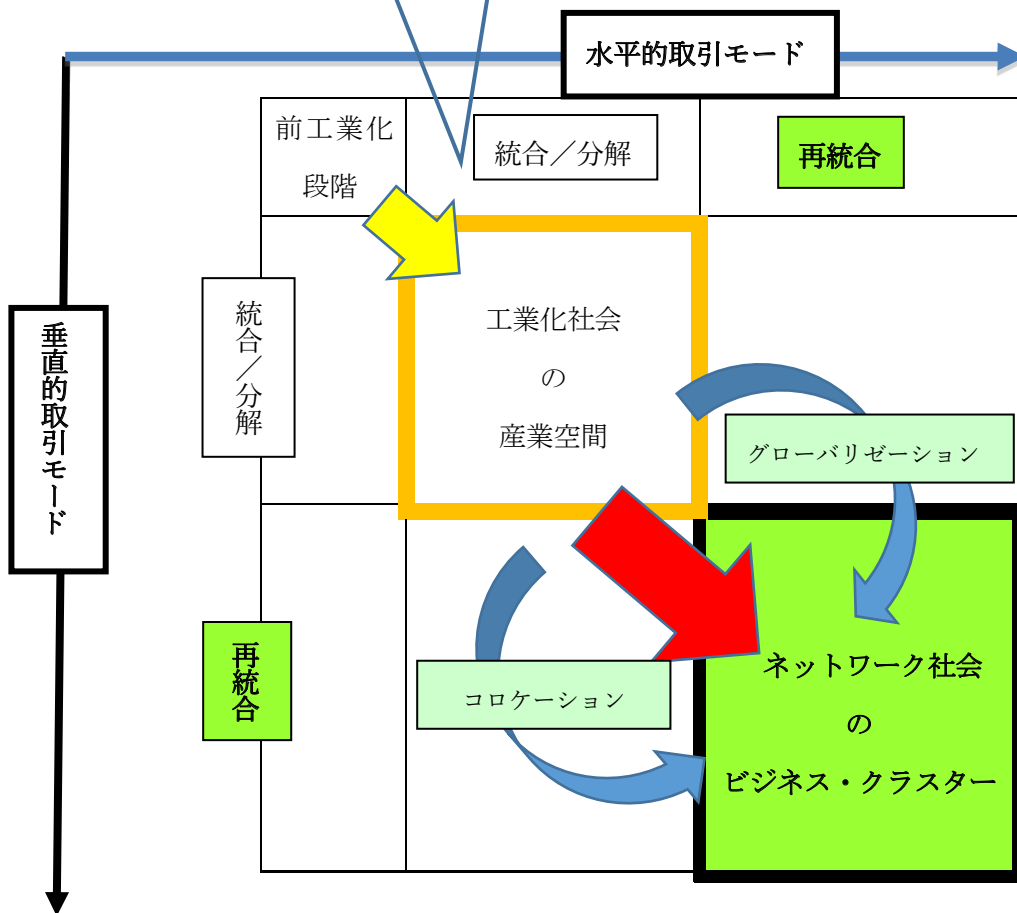 水平的取引モード
前工業化
段階
統合／分解
再統合
垂直的取引モード
統合／分解
工業化社会
の
産業空間
グローバリゼーション
再統合
コロケーション
ネットワーク社会
の
ビジネス・クラスター